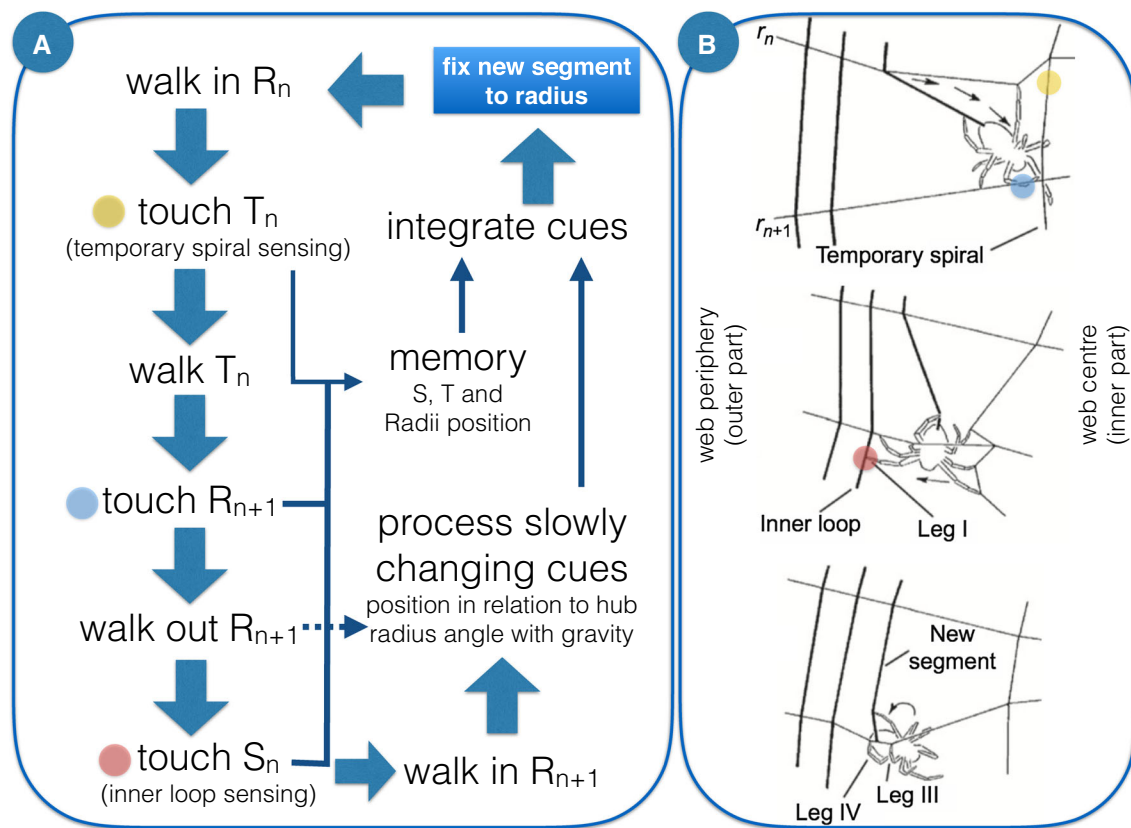 A
walk in Rn
fix new segment
to radius
touch Tn
(temporary spiral sensing)
integrate cues
walk Tn
memory
S, T and
Radii position
touch Rn+1
process slowly
changing cues
position in relation to hub
radius angle with gravity
walk out Rn+1
touch Sn
(inner loop sensing)
walk in Rn+1
B
rn
rn+1
Temporary spiral
web periphery
(outer part)
web centre
(inner part)
Inner loop
Leg I
New
segment
Leg IV
Leg III